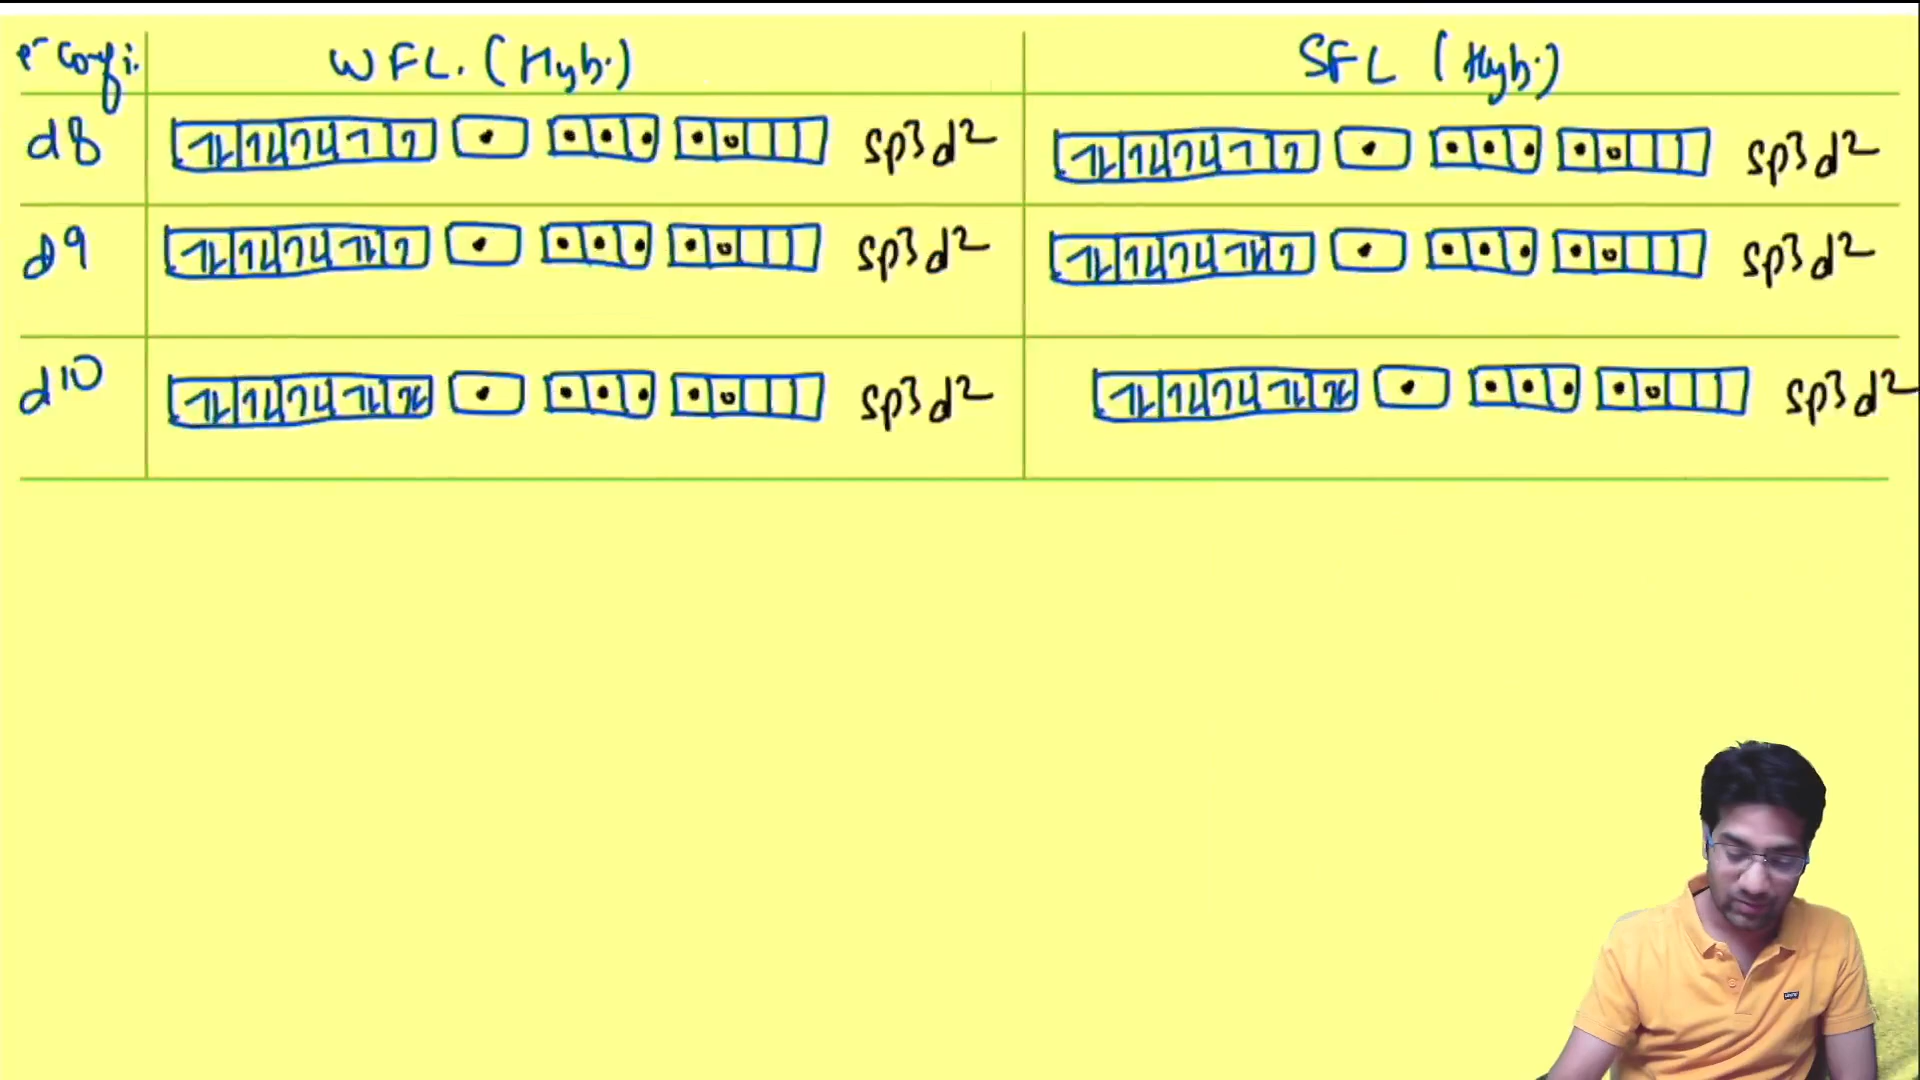 e⁻ Confi. WFL. (Hyb.) SFL (Hyb.)
d8 sp3d2 sp3d2
d9 sp3d2 sp3d2
d10 sp3d2 sp3d2